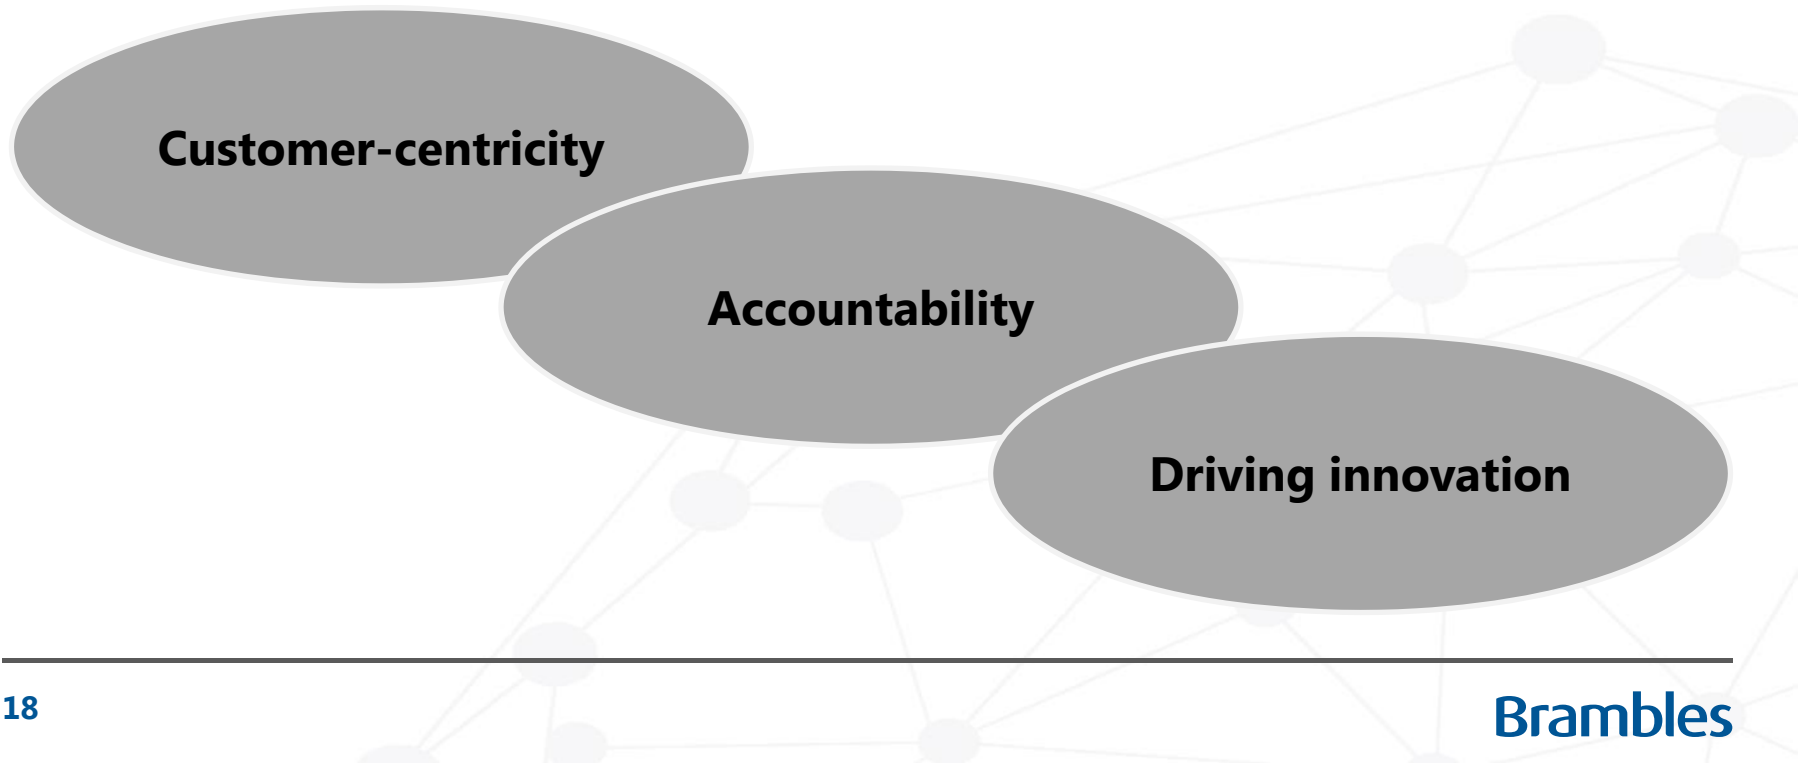 Customer-centricity
Accountability
Driving innovation
18
Brambles